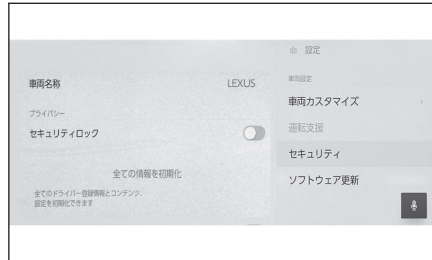 設定
車両名称
LEXUS
車両設定
車両カスタマイズ
プライバシー
セキュリティロック
運転支援
セキュリティ
全ての情報を初期化
ソフトウェア更新
全てのドライバー登録情報とコンテンツ、
設定を初期化できます